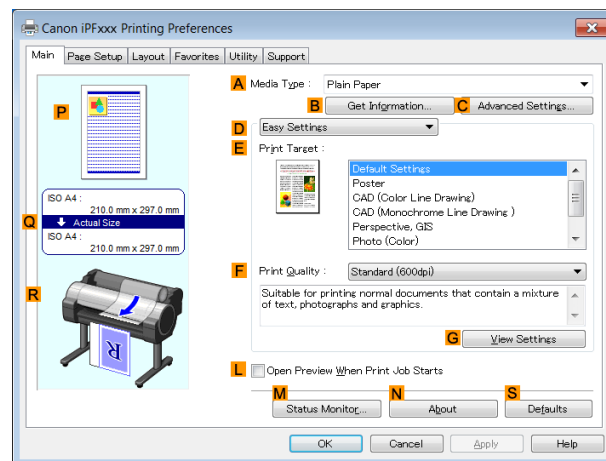 Canon iPFxxx Printing Preferences
Main Page Setup Layout Favorites Utility Support
A Media Type : Plain Paper
B Get Information... C Advanced Settings...
D Easy Settings
E Print Target :
Default Settings
Poster
CAD (Color Line Drawing)
CAD (Monochrome Line Drawing )
Perspective, GIS
Photo (Color)
P
ISO A4 :
210.0 mm x 297.0 mm
Q Actual Size
ISO A4 :
210.0 mm x 297.0 mm
R
F Print Quality : Standard (600dpi)
Suitable for printing normal documents that contain a mixture
of text, photographs and graphics.
G View Settings
L Open Preview When Print Job Starts
M Status Monitor... N About S Defaults
OK Cancel Apply Help